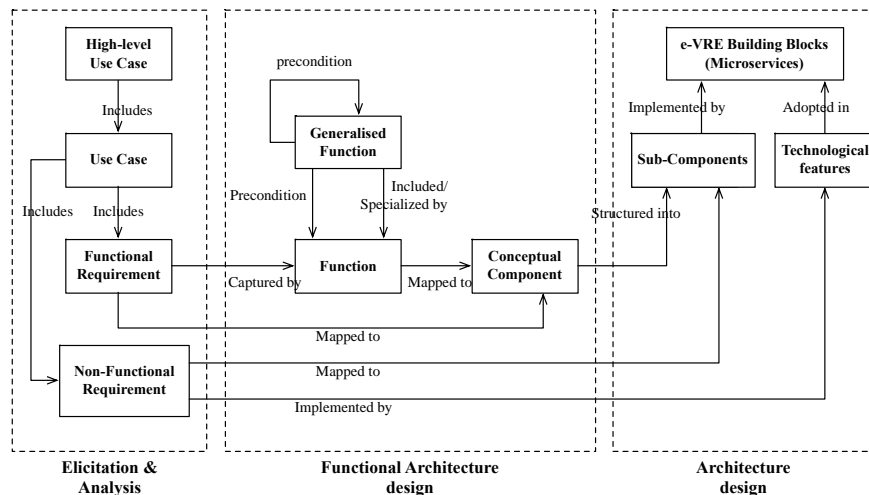 High-level
Use Case
Includes
Use Case
Includes
Includes
Functional
Requirement
Non-Functional
Requirement
Elicitation &
Analysis
precondition
Generalised
Function
Precondition
Included/
Specialized by
Captured by
Function
Mapped to
Conceptual
Component
Mapped to
Mapped to
Implemented by
Functional Architecture
design
e-VRE Building Blocks
(Microservices)
Implemented by
Adopted in
Sub-Components
Technological
features
Structured into
Architecture
design